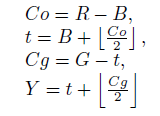 Co = R − B,
t = B + ⌊Co/2⌋,
Cg = G − t,
Y = t + ⌊Cg/2⌋